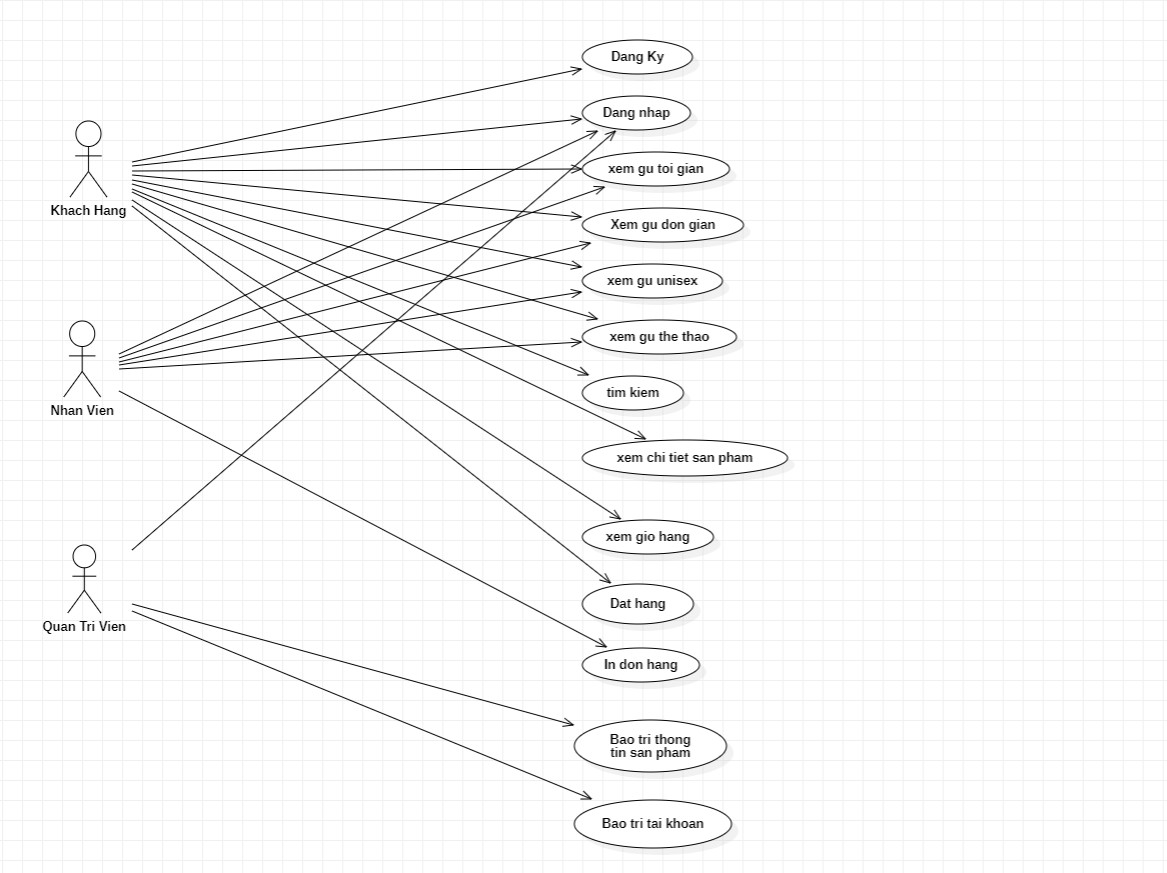 Dang Ky
Dang nhap
xem gu toi gian
Khach Hang
Xem gu don gian
xem gu unisex
xem gu the thao
tim kiem
Nhan Vien
xem chi tiet san pham
xem gio hang
Dat hang
Quan Tri Vien
In don hang
Bao tri thong
tin san pham
Bao tri tai khoan